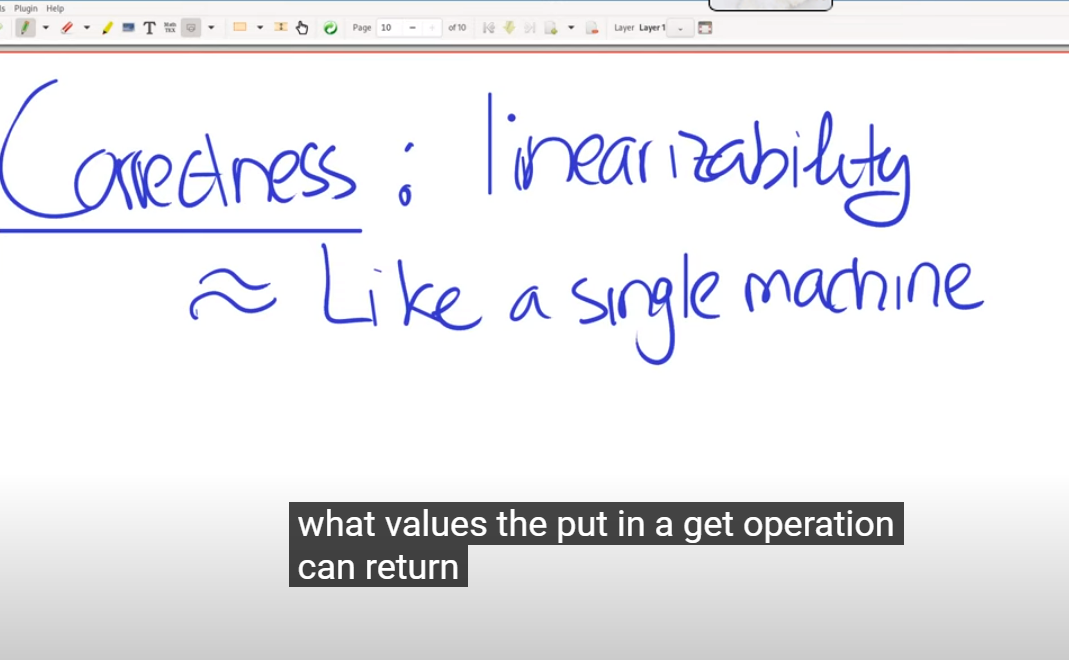 ls Plugin Help
T Page 10 of 10 Layer Layer 1
Correctness : linearizability
≈ Like a single machine
what values the put in a get operation
can return